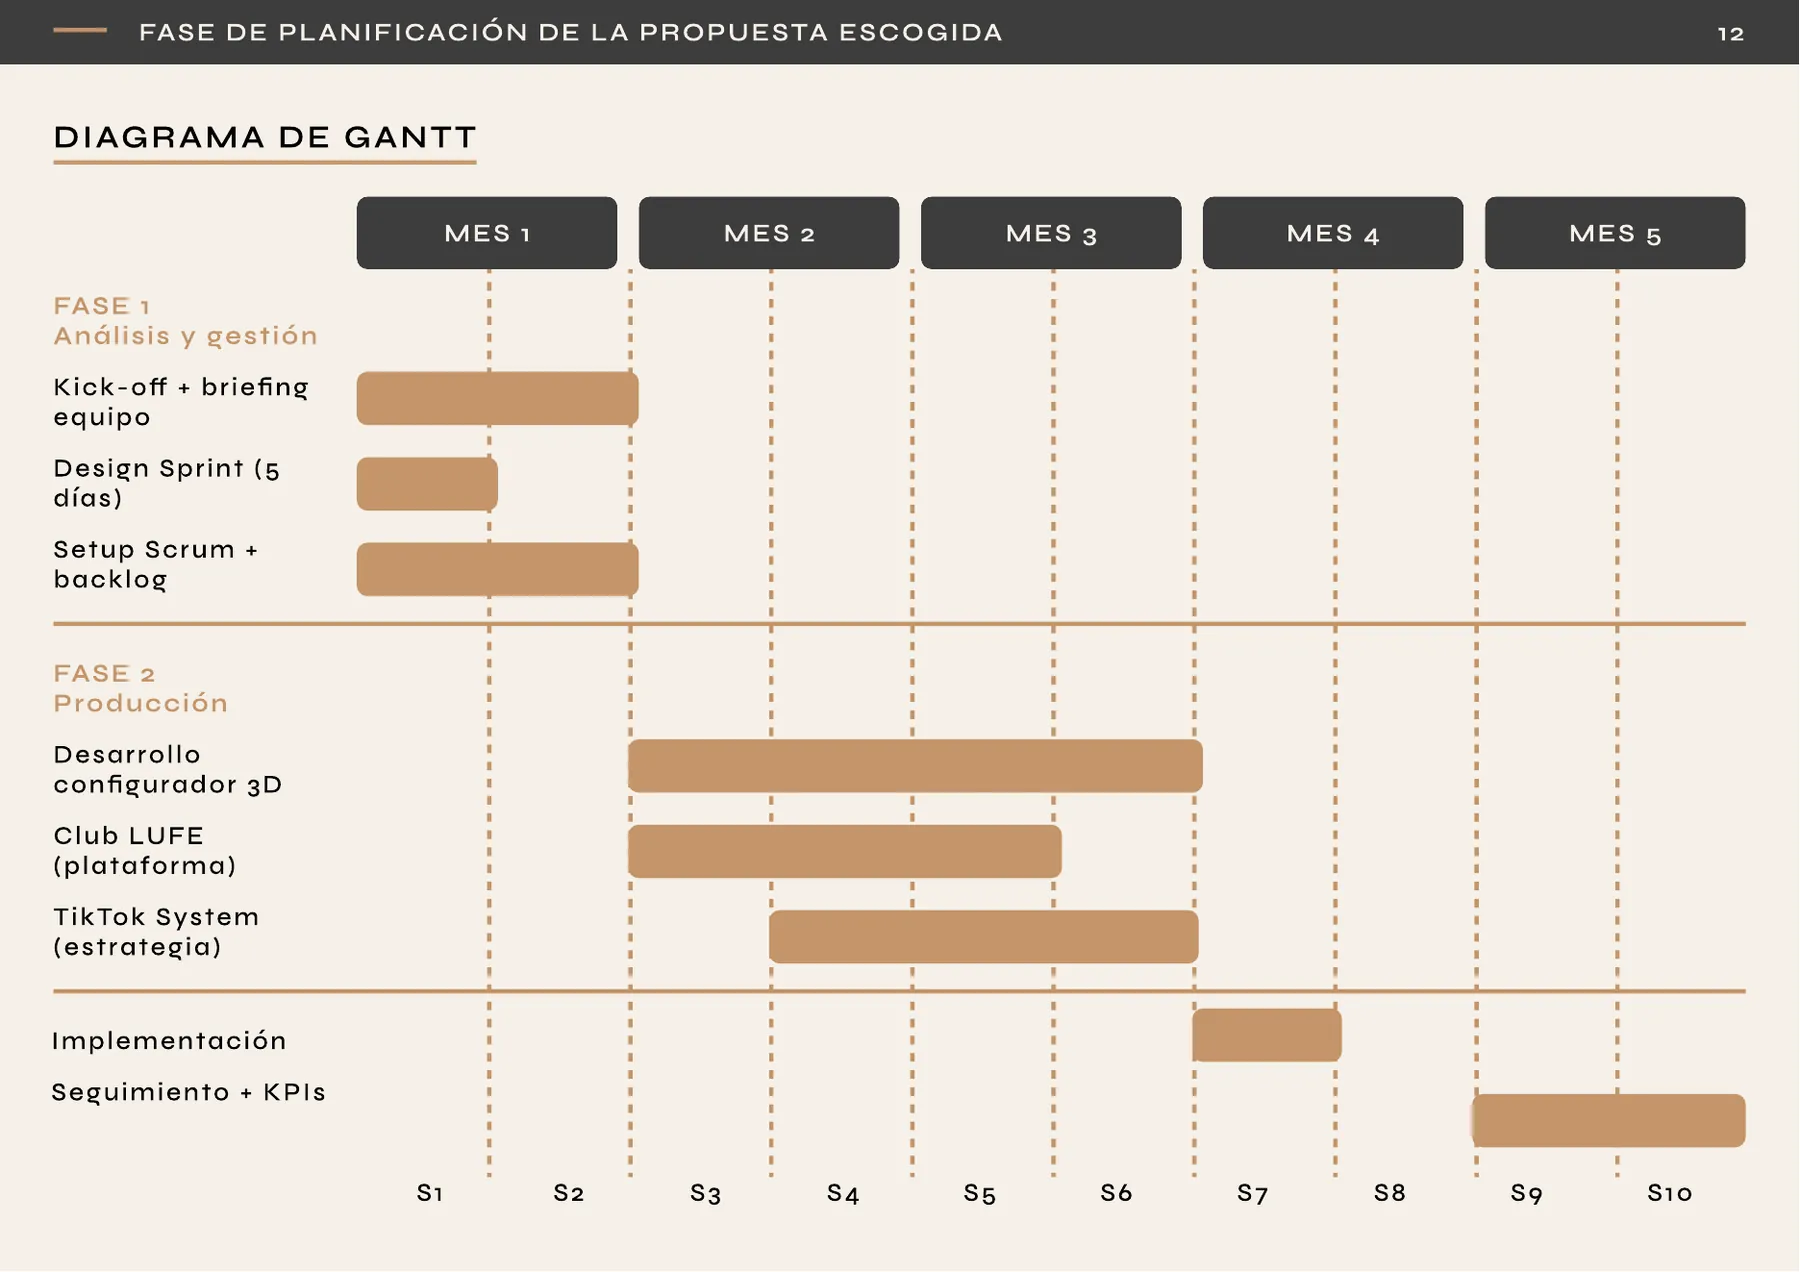 FASE DE PLANIFICACIÓN DE LA PROPUESTA ESCOGIDA
12
DIAGRAMA DE GANTT
MES 1
MES 2
MES 3
MES 4
MES 5
FASE 1
Análisis y gestión
Kick-off + briefing
equipo
Design Sprint (5
días)
Setup Scrum +
backlog
FASE 2
Producción
Desarrollo
configurador 3D
Club LUFE
(plataforma)
TikTok System
(estrategia)
Implementación
Seguimiento + KPIs
S1
S2
S3
S4
S5
S6
S7
S8
S9
S10